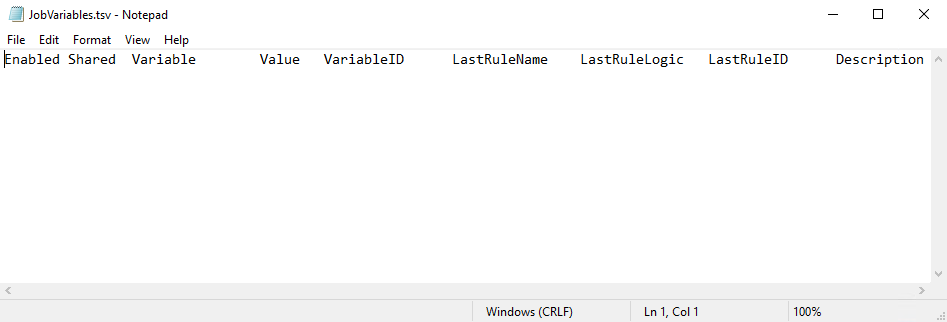 JobVariables.tsv - Notepad
File Edit Format View Help
Enabled Shared Variable Value VariableID LastRuleName LastRuleLogic LastRuleID Description
Windows (CRLF) Ln 1, Col 1 100%